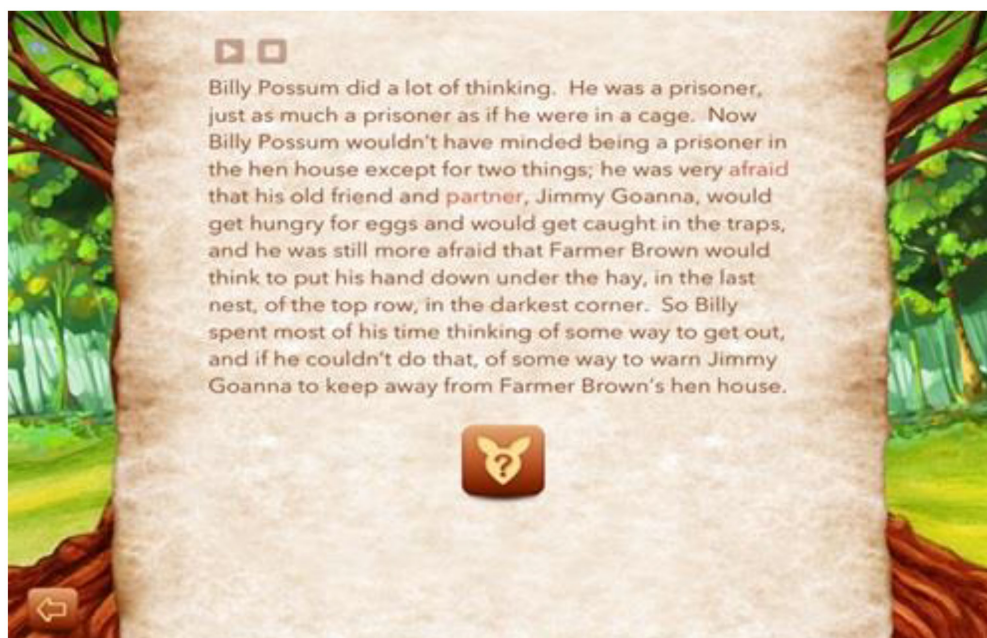 Billy Possum did a lot of thinking.  He was a prisoner,
just as much a prisoner as if he were in a cage.  Now
Billy Possum wouldn't have minded being a prisoner in
the hen house except for two things; he was very afraid
that his old friend and partner, Jimmy Goanna, would
get hungry for eggs and would get caught in the traps,
and he was still more afraid that Farmer Brown would
think to put his hand down under the hay, in the last
nest, of the top row, in the darkest corner.  So Billy
spent most of his time thinking of some way to get out,
and if he couldn't do that, of some way to warn Jimmy
Goanna to keep away from Farmer Brown's hen house.
?